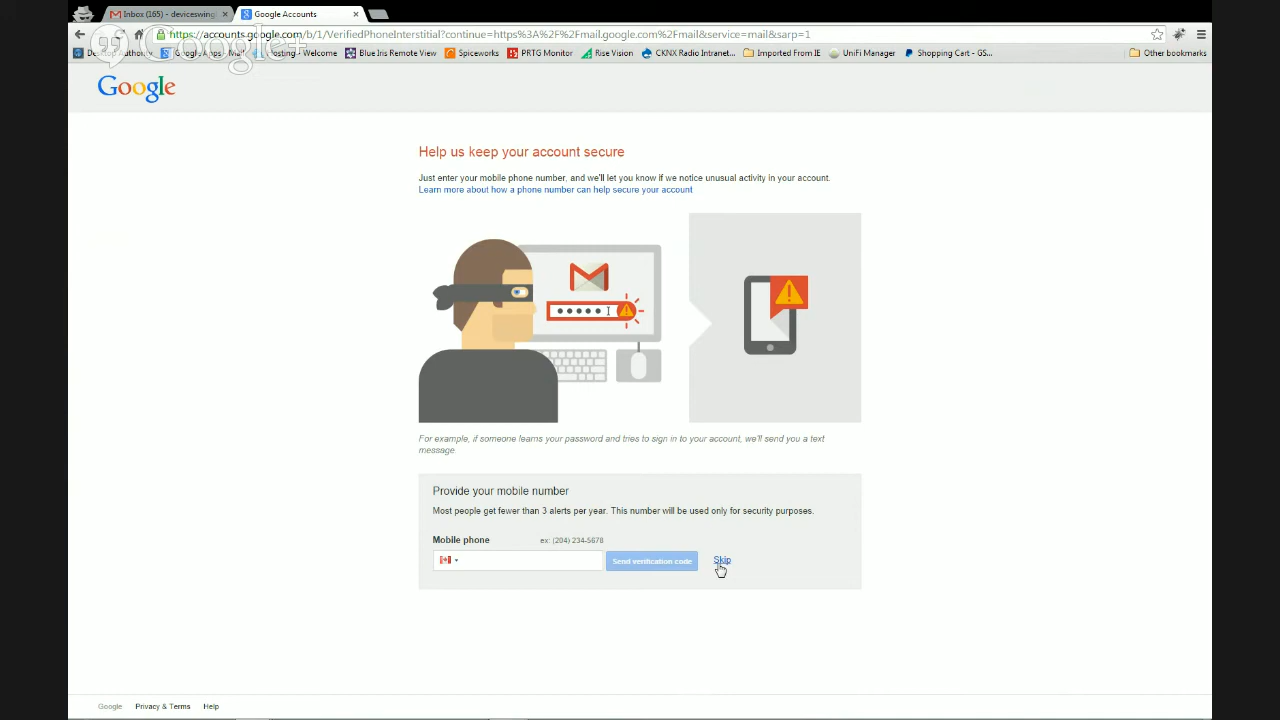 Inbox (165) - deviceswing
Google Accounts
https://accounts.google.com/b/1/VerifiedPhoneInterstitial?continue=https%3A%2F%2Fmail.google.com%2Fmail&service=mail&sarp=1
Google+
Google Apps Mail Hosting - Welcome Blue Iris Remote View Spiceworks PRTG Monitor Rise Vision CKNX Radio Intranet... Imported From IE UniFi Manager Shopping Cart - GS... Other bookmarks
Google
Help us keep your account secure
Just enter your mobile phone number, and we'll let you know if we notice unusual activity in your account.
Learn more about how a phone number can help secure your account
For example, if someone learns your password and tries to sign in to your account, we'll send you a text
message.
Provide your mobile number
Most people get fewer than 3 alerts per year. This number will be used only for security purposes.
Mobile phone ex: (204) 234-5678
Send verification code Skip
Google Privacy & Terms Help